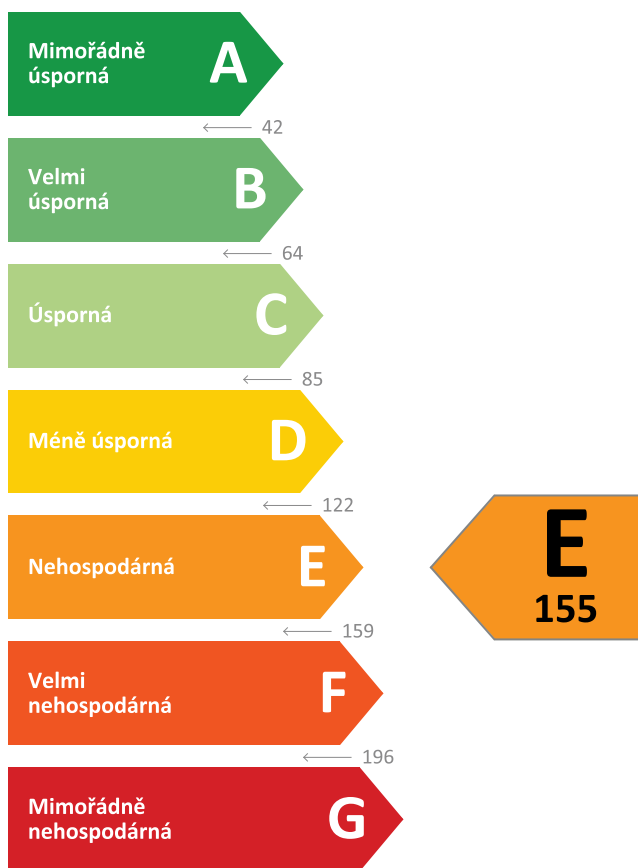 Mimořádně
úsporná
A
42
Velmi
úsporná
B
64
Úsporná
C
85
Méně úsporná
D
122
Nehospodárná
E
E
155
159
Velmi
nehospodárná
F
196
Mimořádně
nehospodárná
G